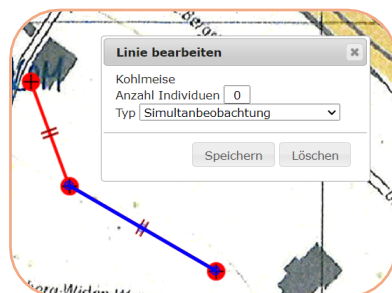 Linie bearbeiten
Kohlmeise
Anzahl Individuen 0
Typ Simultanbeobachtung
Speichern Löschen